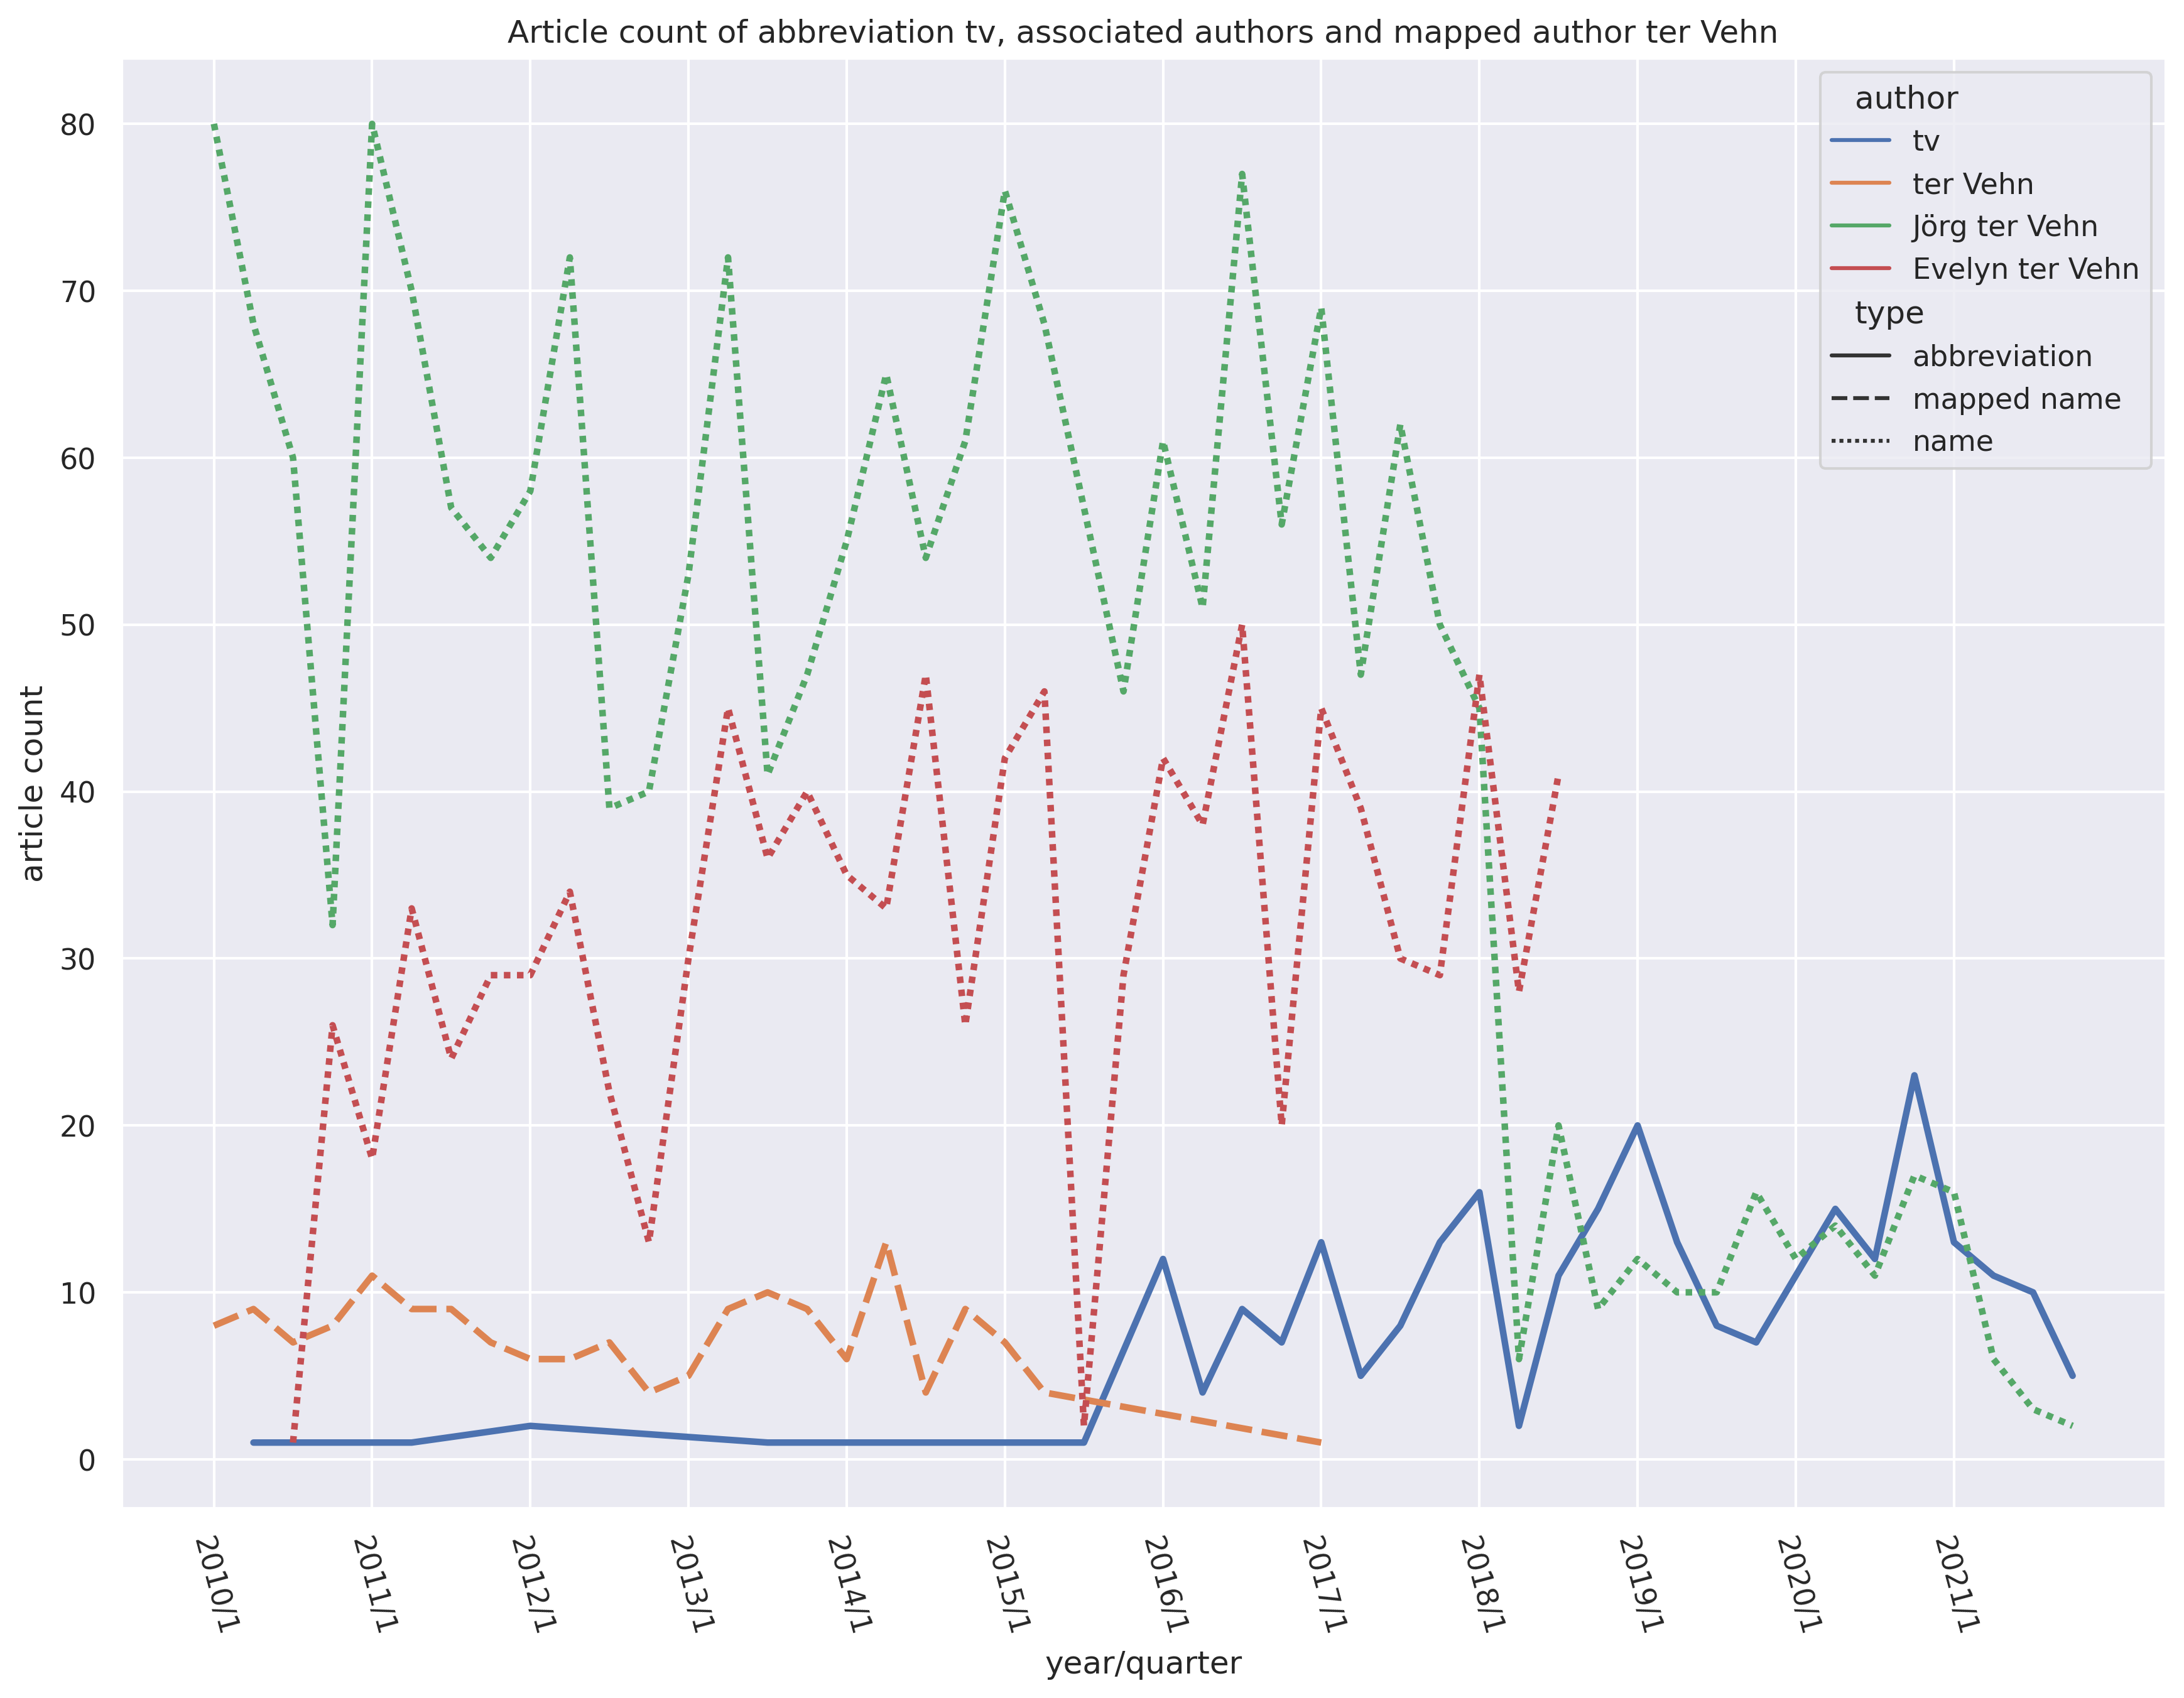 Article count of abbreviation tv, associated authors and mapped author ter Vehn
author
tv
ter Vehn
Jörg ter Vehn
Evelyn ter Vehn
type
abbreviation
mapped name
name
article count
80
70
60
50
40
30
20
10
0
2010/1
2011/1
2012/1
2013/1
2014/1
2015/1
2016/1
2017/1
2018/1
2019/1
2020/1
2021/1
year/quarter